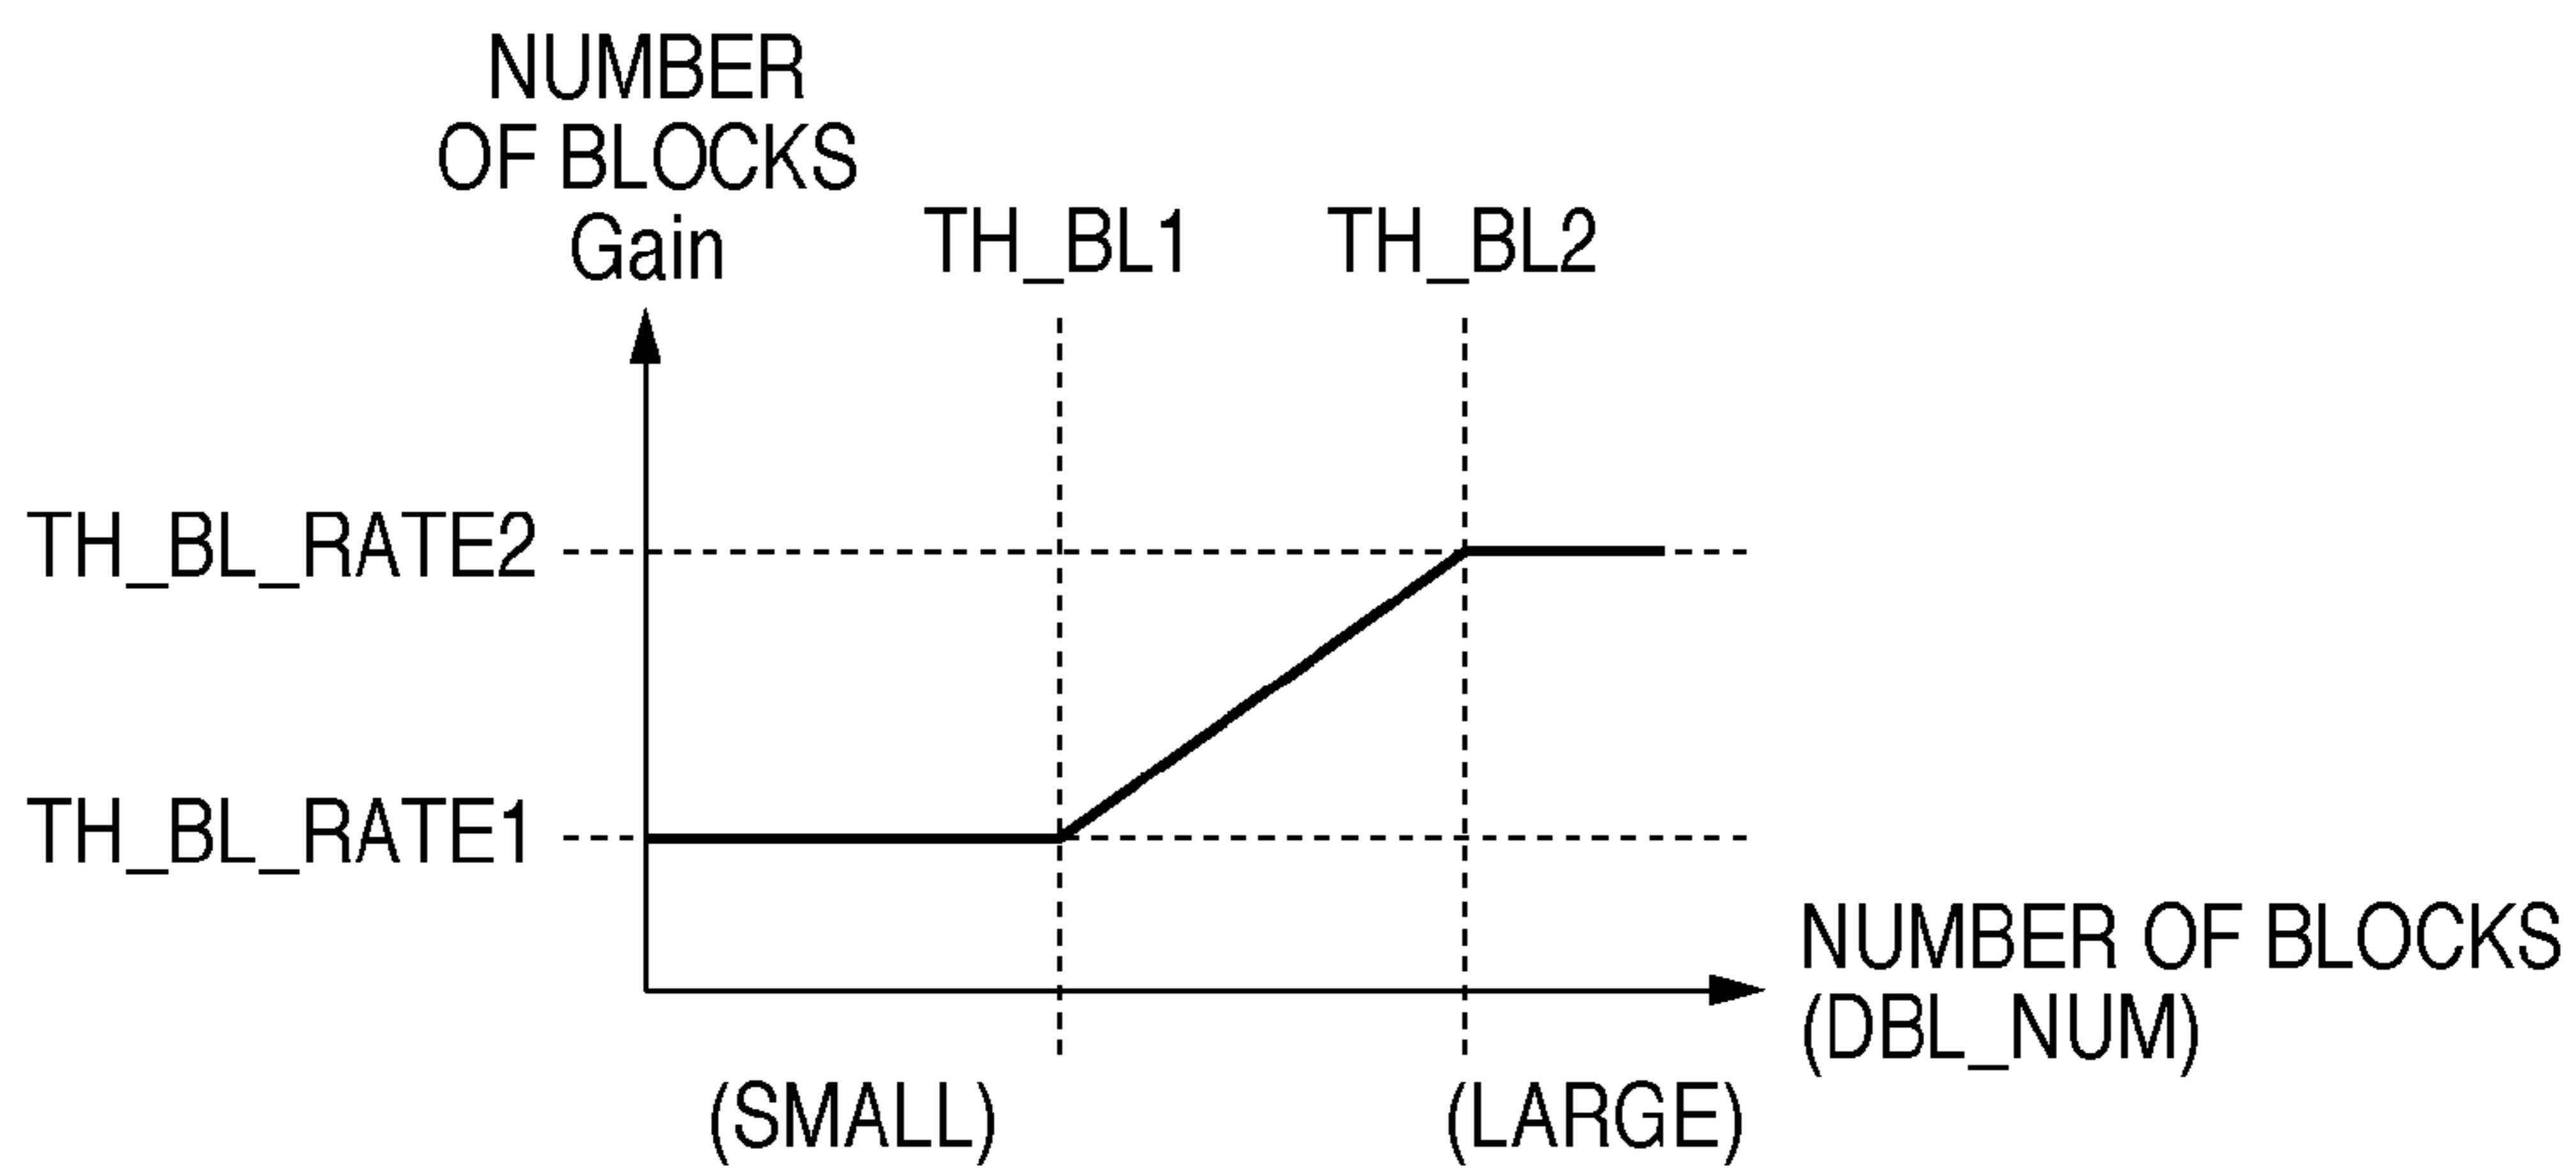 NUMBER
OF BLOCKS
Gain
TH_BL1
TH_BL2
TH_BL_RATE2
TH_BL_RATE1
NUMBER OF BLOCKS
(DBL_NUM)
(SMALL)
(LARGE)